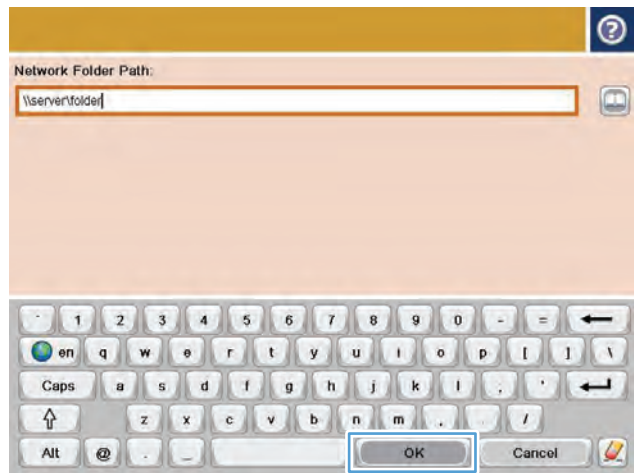 ?
Network Folder Path:
\\server\folder
` 1 2 3 4 5 6 7 8 9 0 - =
en q w e r t y u i o p [ ] \
Caps a s d f g h j k l ; '
z x c v b n m , . /
Alt @ . _ OK Cancel